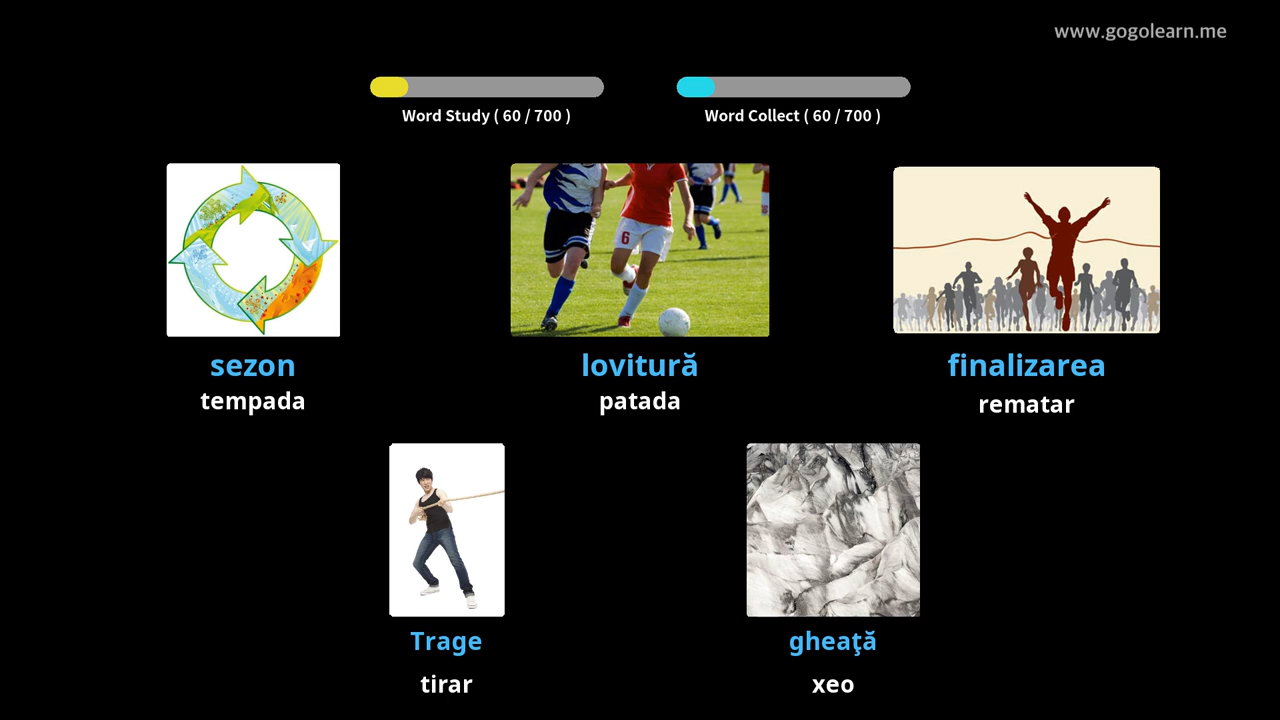 www.gogolearn.me
Word Study ( 60 / 700 )
Word Collect ( 60 / 700 )
6
sezon
lovitură
finalizarea
tempada
patada
rematar
Trage
gheaţă
tirar
xeo